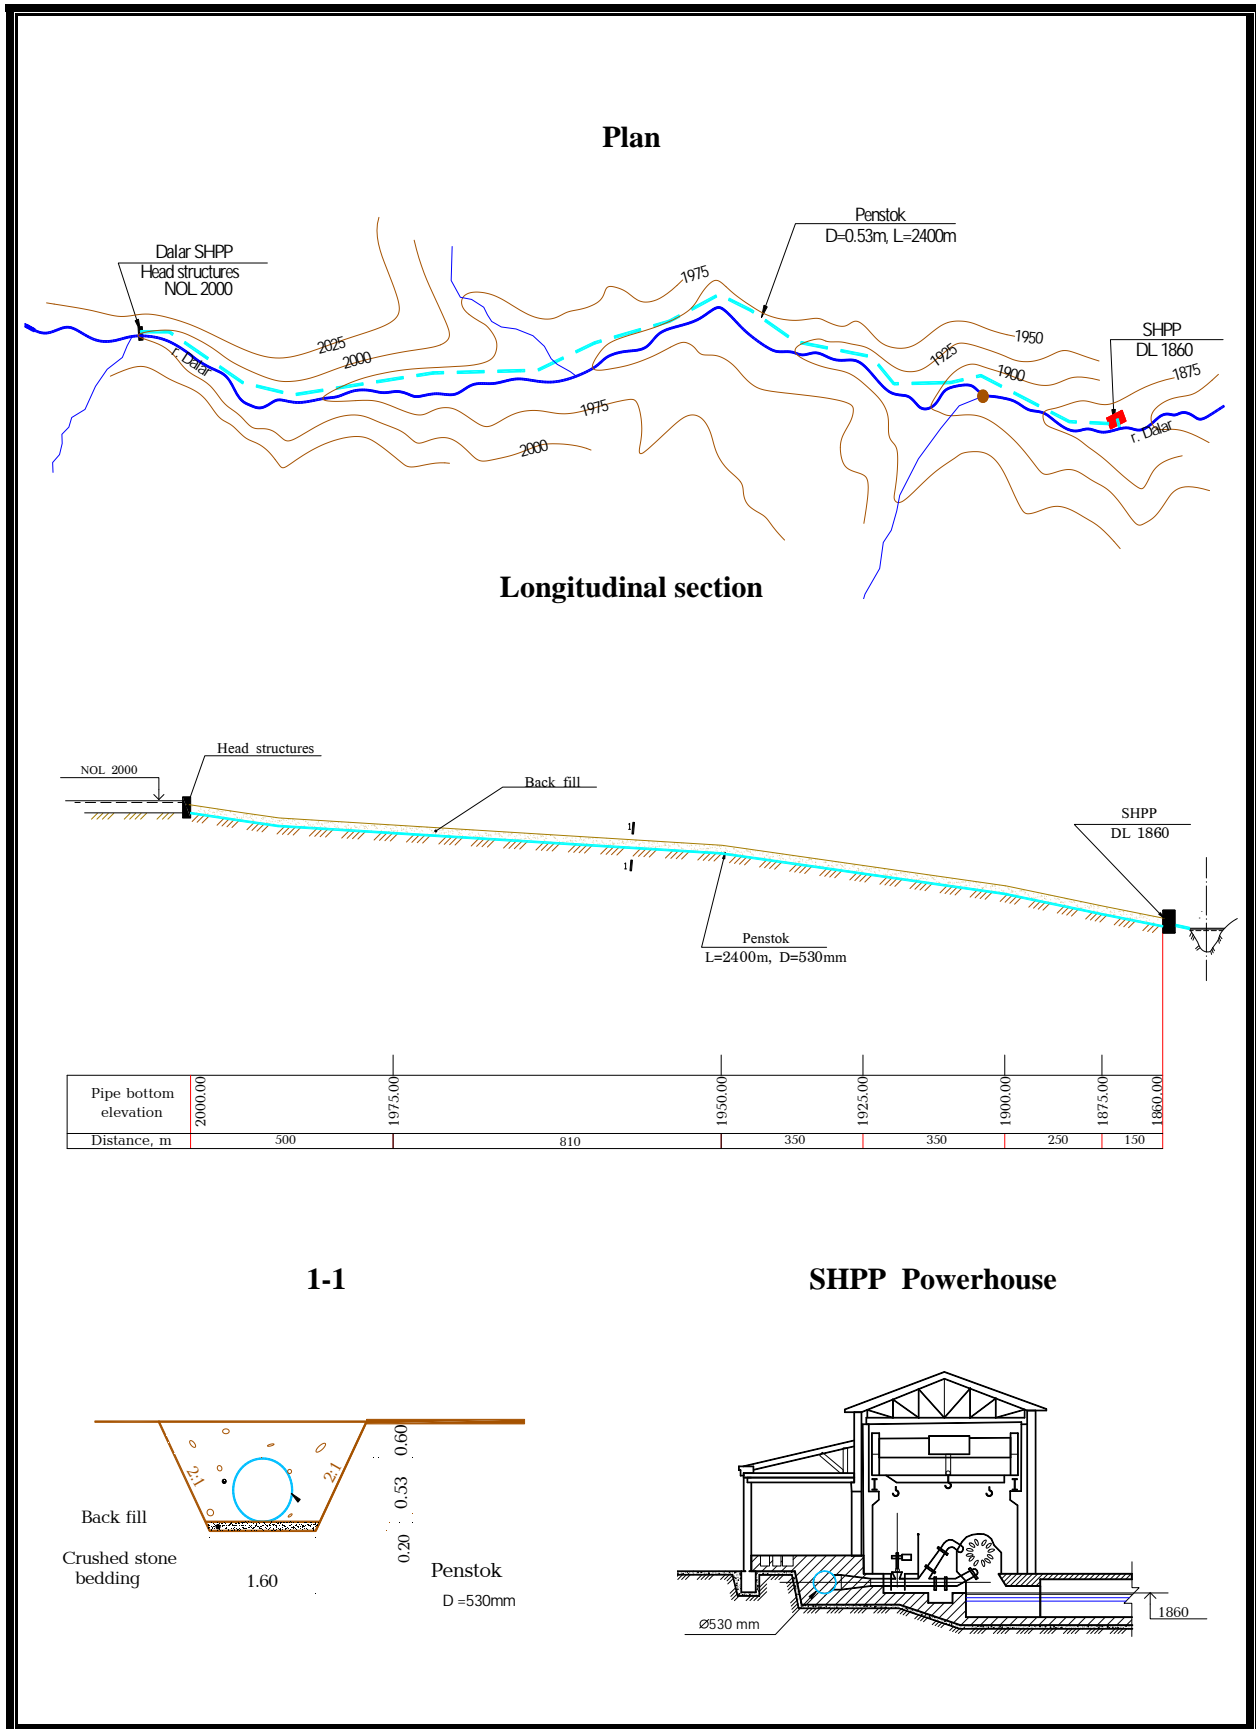 Plan
Penstok
D=0.53m, L=2400m
Dalar SHPP
Head structures
NOL 2000
1975
2025
2000
r. Dalar
1950
1925
1900
SHPP
DL 1860
1875
1975
2000
r. Dalar
Longitudinal section
Head structures
NOL 2000
Back fill
1
1
SHPP
DL 1860
Penstok
L=2400m, D=530mm
Pipe bottom
elevation
2000.00
1975.00
1950.00
1925.00
1900.00
1875.00
1860.00
Distance, m
500
810
350
350
250
150
1-1
SHPP Powerhouse
2:1
2:1
0.60
0.53
0.20
Back fill
Crushed stone
bedding
1.60
Penstok
D =530mm
Ø530 mm
1860